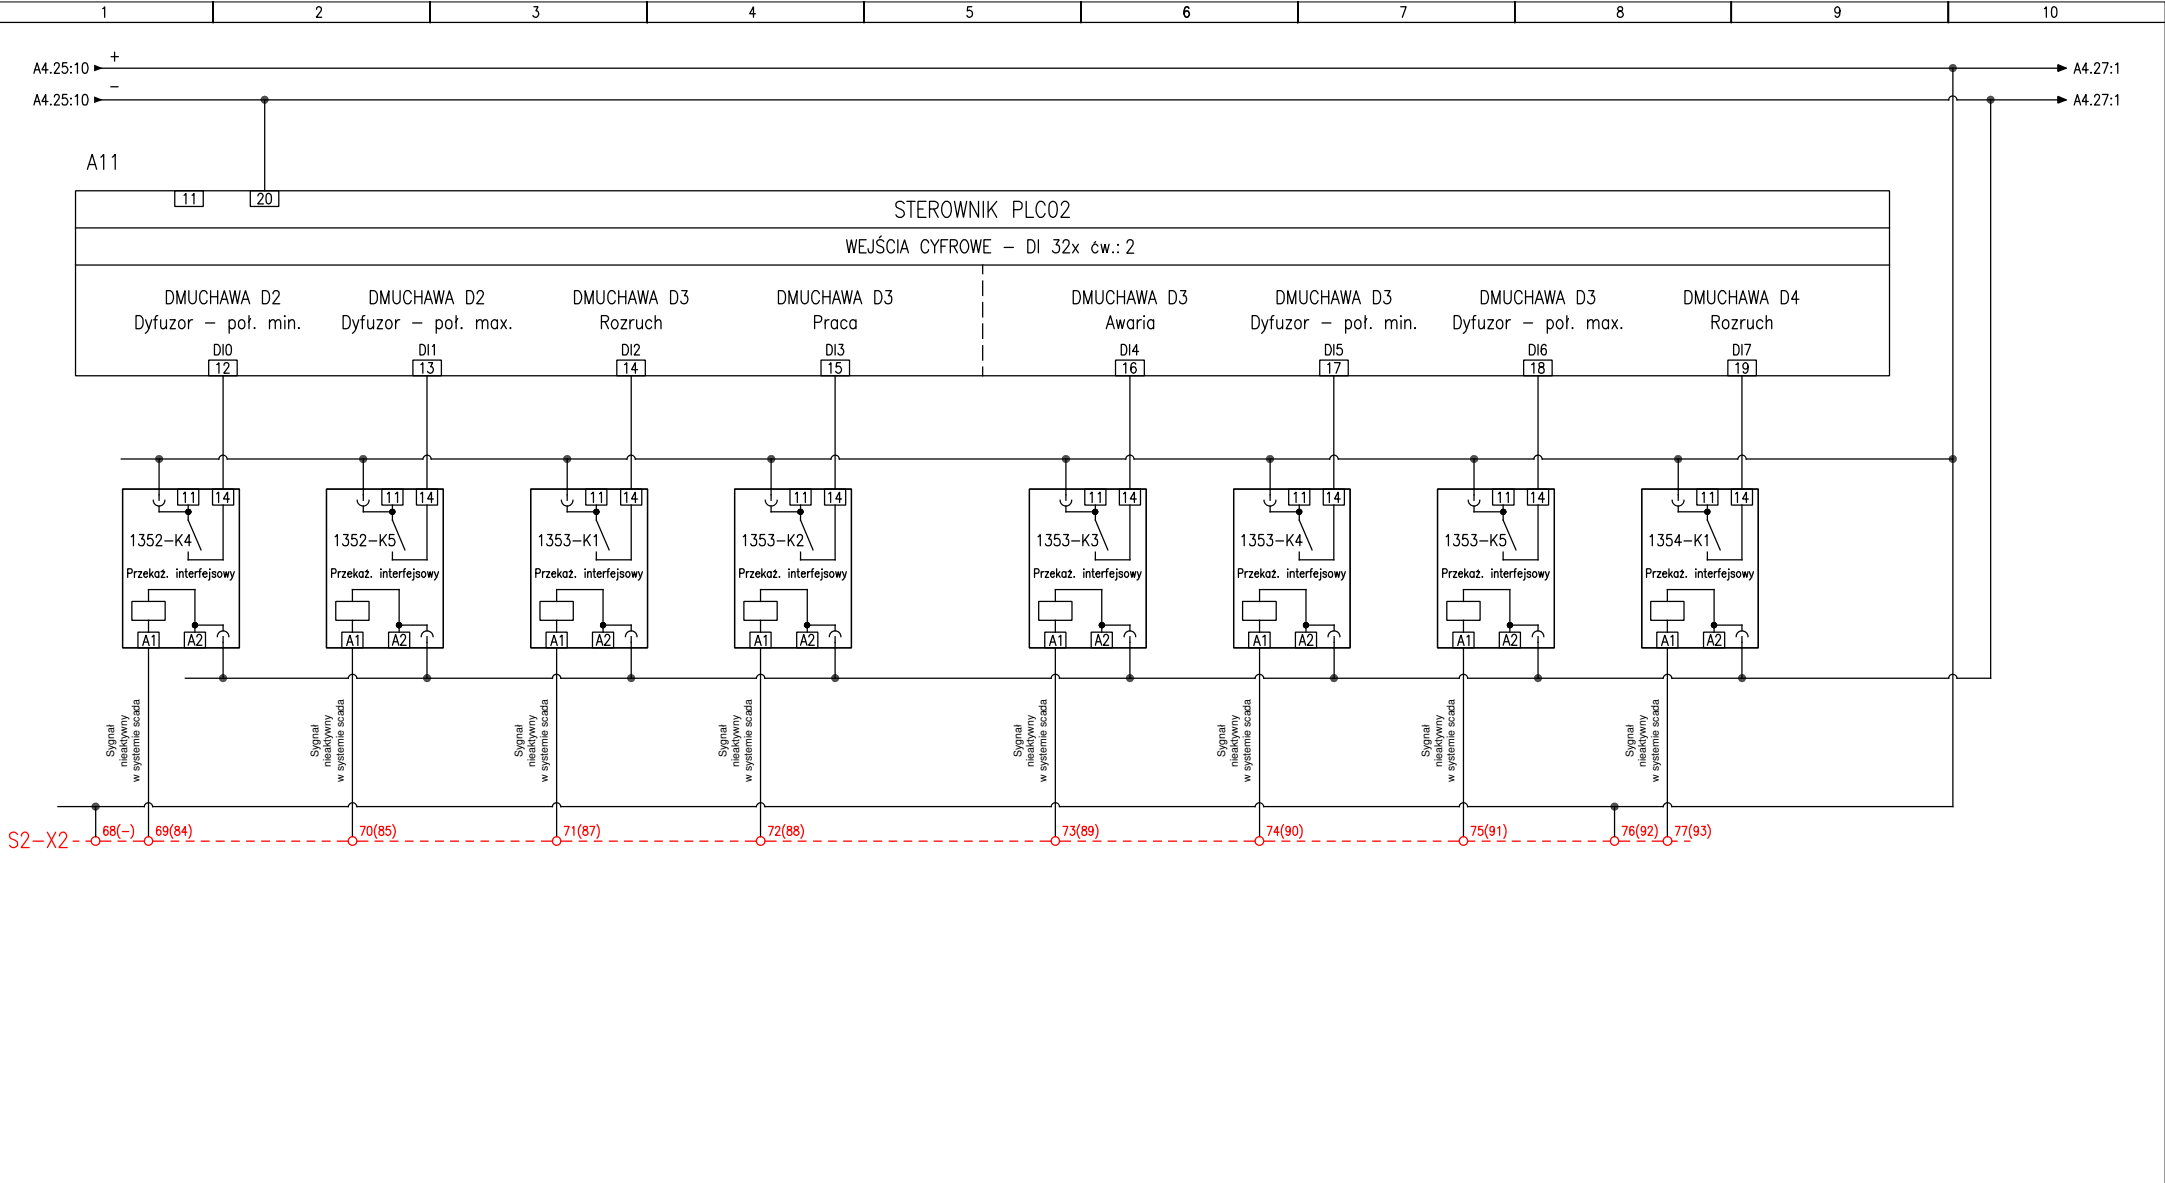 1 2 3 4 5 6 7 8 9 10
+
A4.25:10 A4.27:1
−
A4.25:10 A4.27:1
A11
11 20
STEROWNIK PLC02
WEJŚCIA CYFROWE − DI 32x ćw.: 2
DMUCHAWA D2 DMUCHAWA D2 DMUCHAWA D3 DMUCHAWA D3 DMUCHAWA D3 DMUCHAWA D3 DMUCHAWA D3 DMUCHAWA D4
Dyfuzor − poł. min. Dyfuzor − poł. max. Rozruch Praca Awaria Dyfuzor − poł. min. Dyfuzor − poł. max. Rozruch
DI0 DI1 DI2 DI3 DI4 DI5 DI6 DI7
12 13 14 15 16 17 18 19
11 14 11 14 11 14 11 14 11 14 11 14 11 14 11 14
1352−K4 1352−K5 1353−K1 1353−K2 1353−K3 1353−K4 1353−K5 1354−K1
Przekaź. interfejsowy Przekaź. interfejsowy Przekaź. interfejsowy Przekaź. interfejsowy Przekaź. interfejsowy Przekaź. interfejsowy Przekaź. interfejsowy Przekaź. interfejsowy
A1 A2 A1 A2 A1 A2 A1 A2 A1 A2 A1 A2 A1 A2 A1 A2
Sygnał
nieaktywny
w systemie scada
Sygnał
nieaktywny
w systemie scada
Sygnał
nieaktywny
w systemie scada
Sygnał
nieaktywny
w systemie scada
Sygnał
nieaktywny
w systemie scada
Sygnał
nieaktywny
w systemie scada
Sygnał
nieaktywny
w systemie scada
Sygnał
nieaktywny
w systemie scada
68(−) 69(84) 70(85) 71(87) 72(88) 73(89) 74(90) 75(91) 76(92) 77(93)
S2−X2